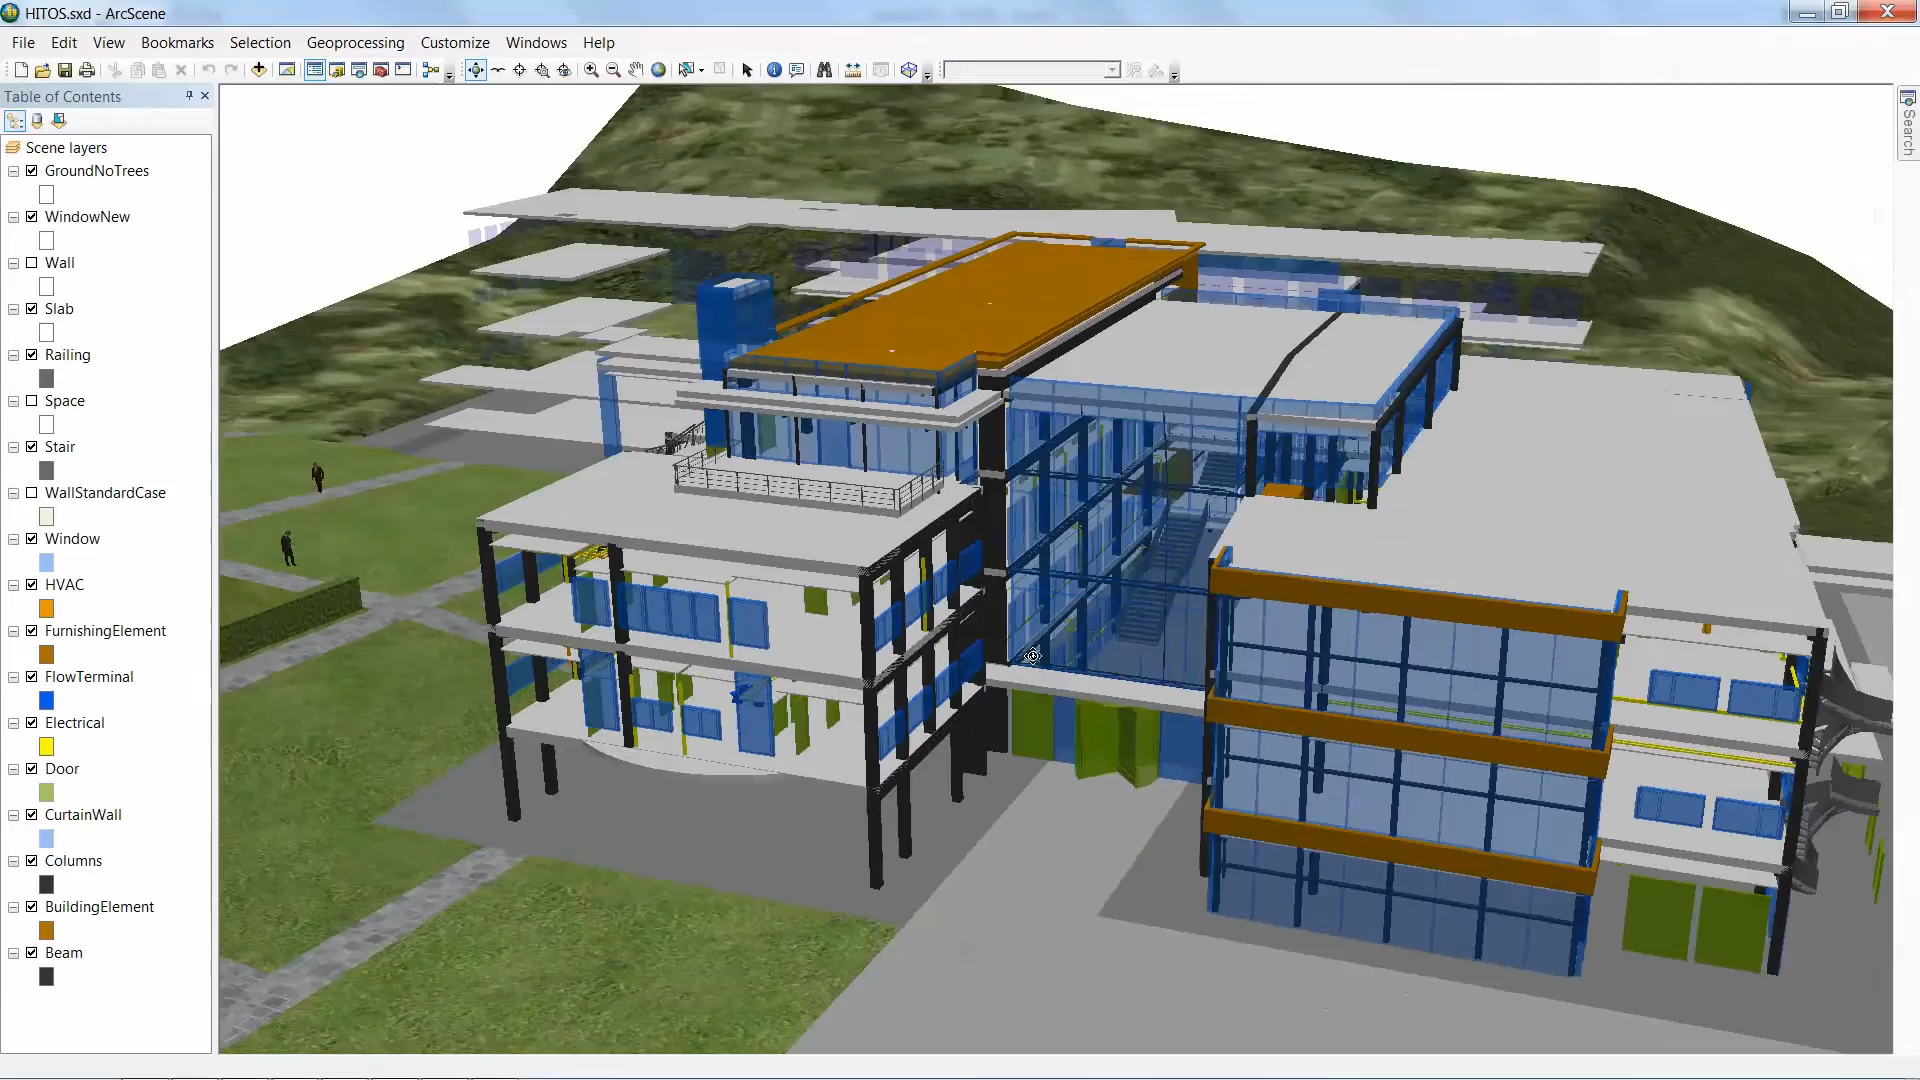 HITOS.sxd - ArcScene
File Edit View Bookmarks Selection Geoprocessing Customize Windows Help
Table of Contents
Search
Scene layers
GroundNoTrees
WindowNew
Wall
Slab
Railing
Space
Stair
WallStandardCase
Window
HVAC
FurnishingElement
FlowTerminal
Electrical
Door
CurtainWall
Columns
BuildingElement
Beam